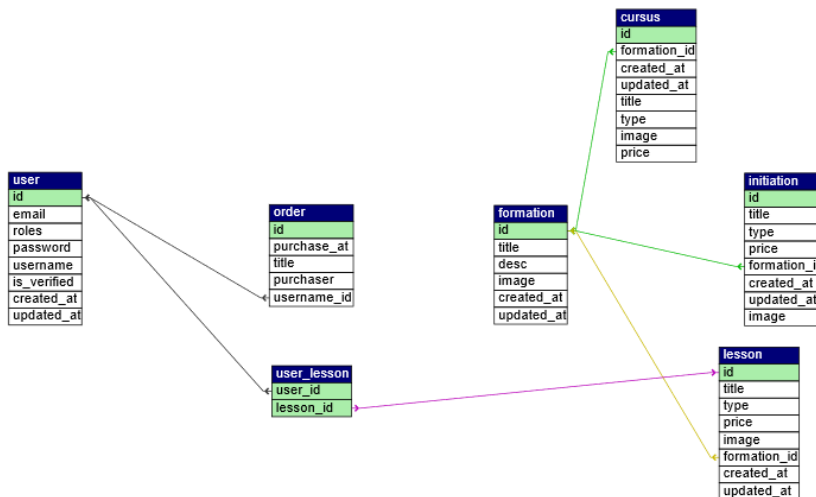 cursus
id
formation_id
created_at
updated_at
title
type
image
price
user
id
email
roles
password
username
is_verified
created_at
updated_at
order
id
purchase_at
title
purchaser
username_id
formation
id
title
desc
image
created_at
updated_at
initiation
id
title
type
price
formation_i
created_at
updated_at
image
user_lesson
user_id
lesson_id
lesson
id
title
type
price
image
formation_id
created_at
updated_at